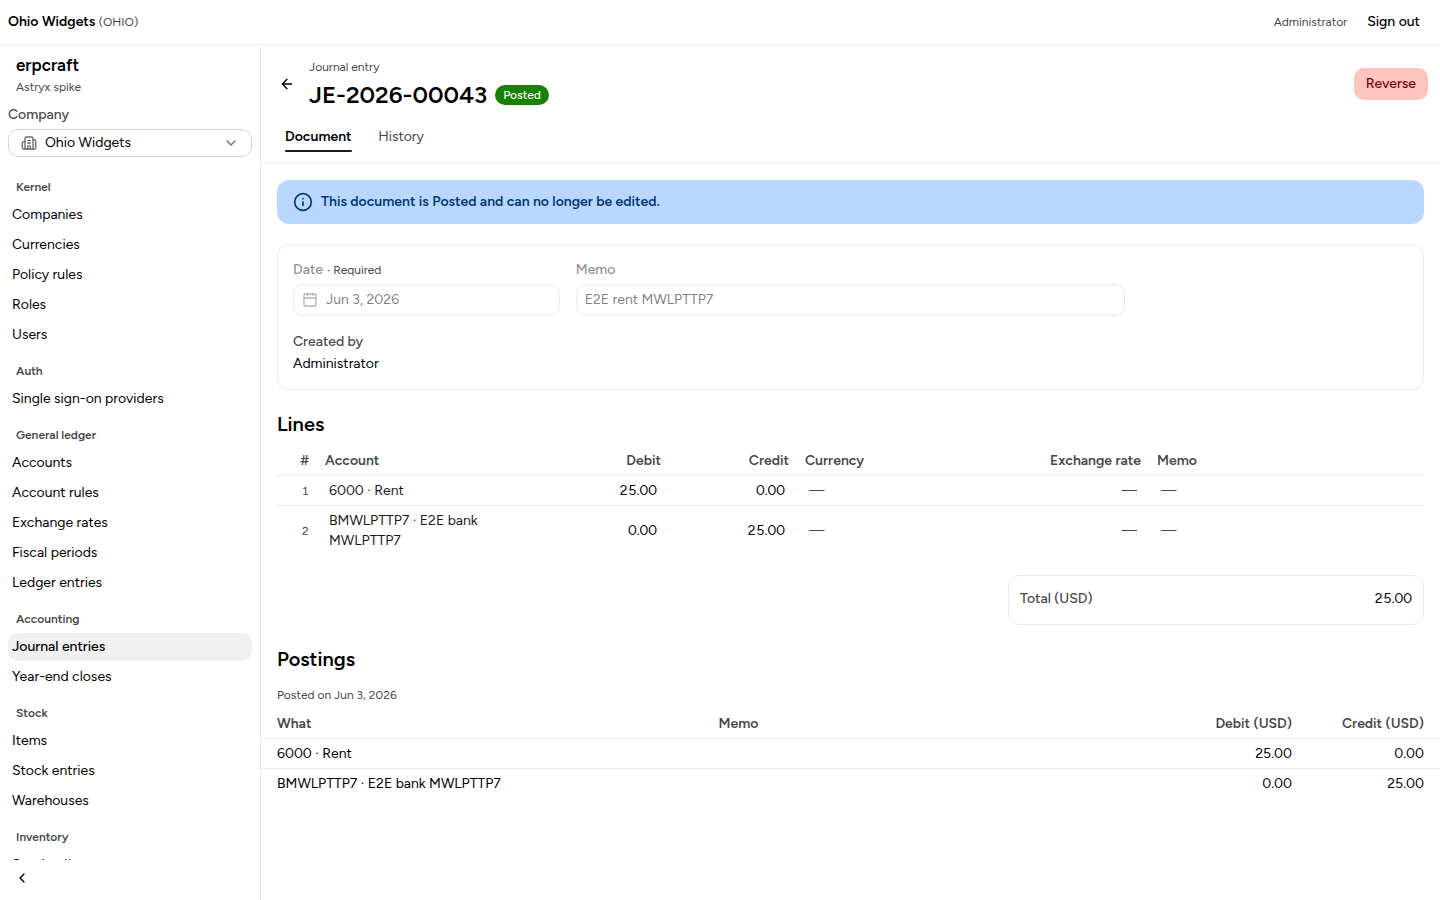 Ohio Widgets (OHIO)
Administrator
Sign out
erpcraft
Astryx spike
Company
Ohio Widgets
Kernel
Companies
Currencies
Policy rules
Roles
Users
Auth
Single sign-on providers
General ledger
Accounts
Account rules
Exchange rates
Fiscal periods
Ledger entries
Accounting
Journal entries
Year-end closes
Stock
Items
Stock entries
Warehouses
Inventory
Journal entry
JE-2026-00043 Posted
Reverse
Document History
This document is Posted and can no longer be edited.
Date · Required Memo
Jun 3, 2026 E2E rent MWLPTTP7
Created by
Administrator
Lines
# Account Debit Credit Currency Exchange rate Memo
1 6000 · Rent 25.00 0.00 — — —
2 BMWLPTTP7 · E2E bank MWLPTTP7 0.00 25.00 — — —
Total (USD) 25.00
Postings
Posted on Jun 3, 2026
What Memo Debit (USD) Credit (USD)
6000 · Rent 25.00 0.00
BMWLPTTP7 · E2E bank MWLPTTP7 0.00 25.00